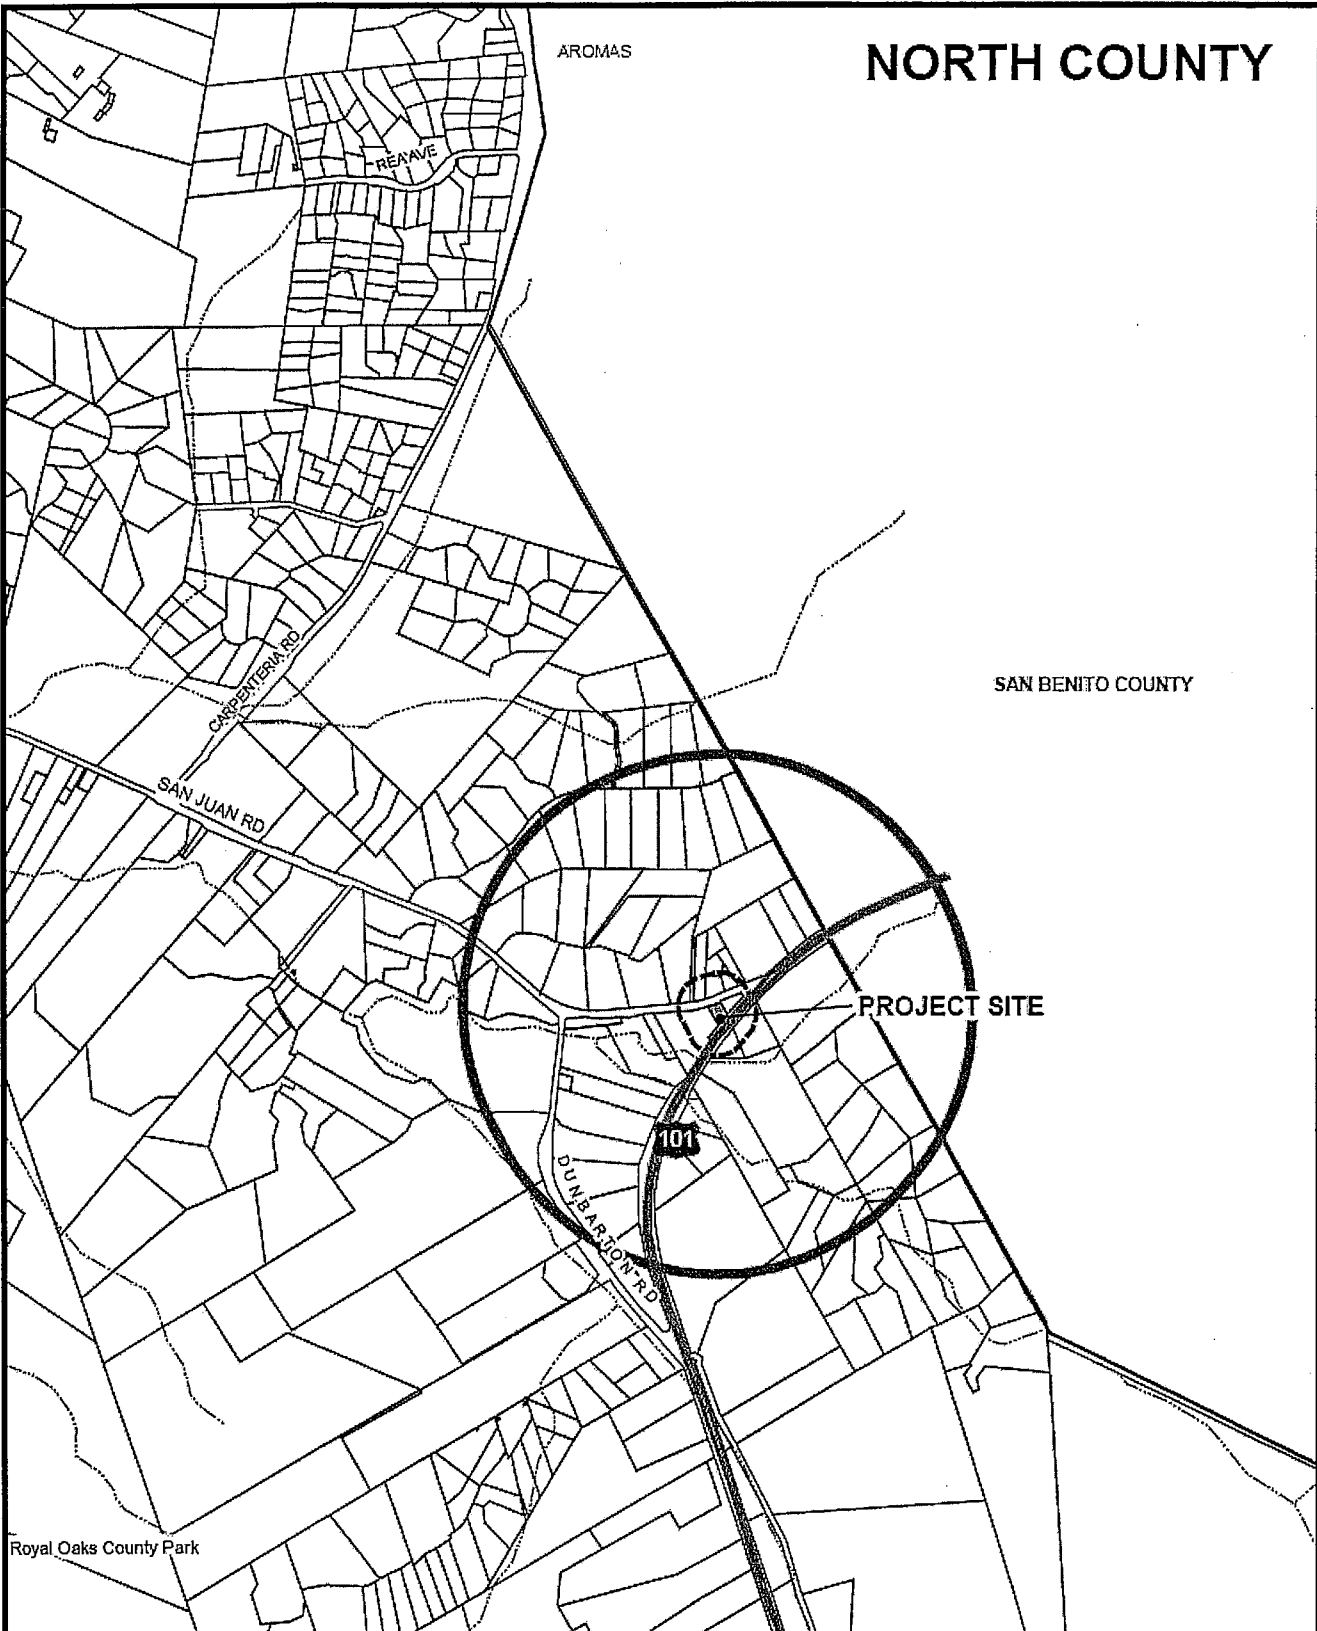 AROMAS
NORTH COUNTY
REA AVE
SAN BENITO COUNTY
CARPENTERIA RD
SAN JUAN RD
PROJECT SITE
101
DUNBARTON RD
Royal Oaks County Park